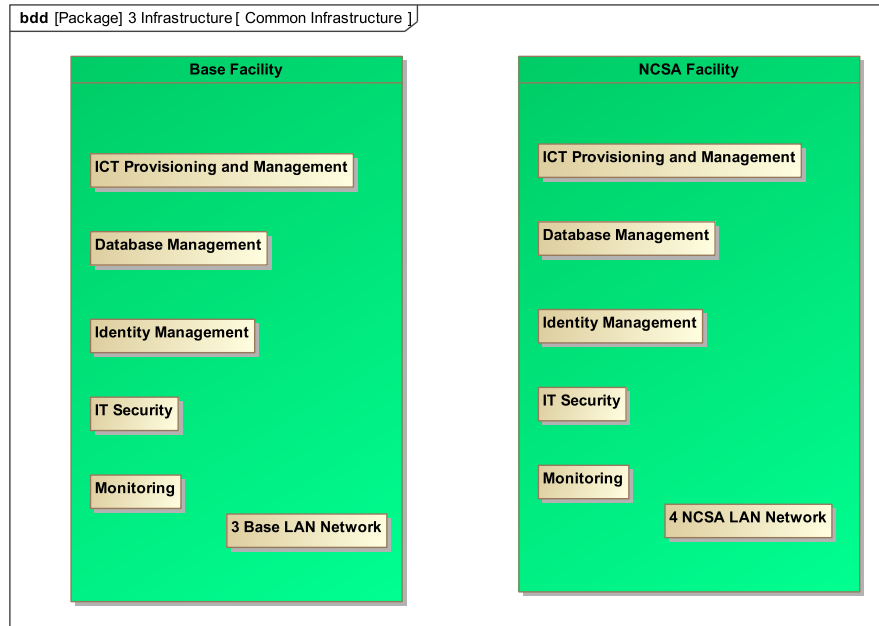 bdd [Package] 3 Infrastructure [ Common Infrastructure ]
Base Facility
ICT Provisioning and Management
Database Management
Identity Management
IT Security
Monitoring
3 Base LAN Network
NCSA Facility
ICT Provisioning and Management
Database Management
Identity Management
IT Security
Monitoring
4 NCSA LAN Network